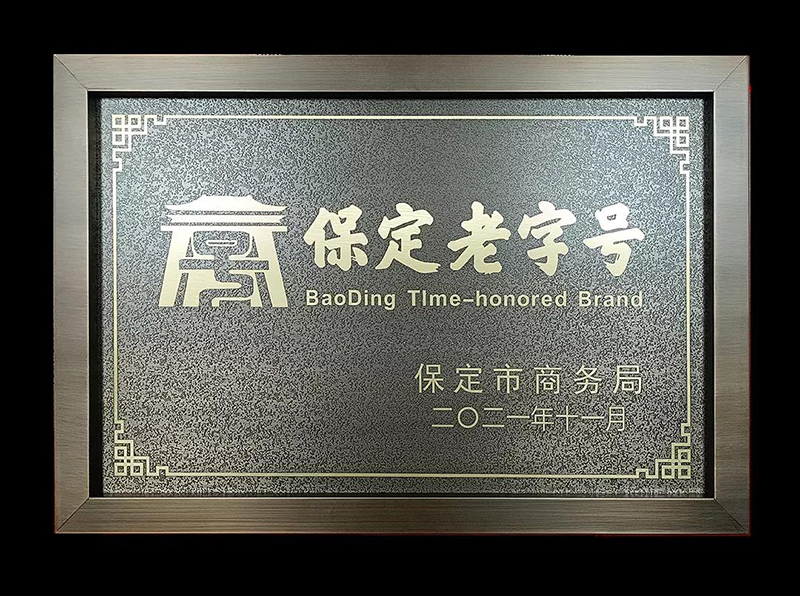 保定老字号
BaoDing TIme-honored Brand
保定市商务局
二〇二一年十一月